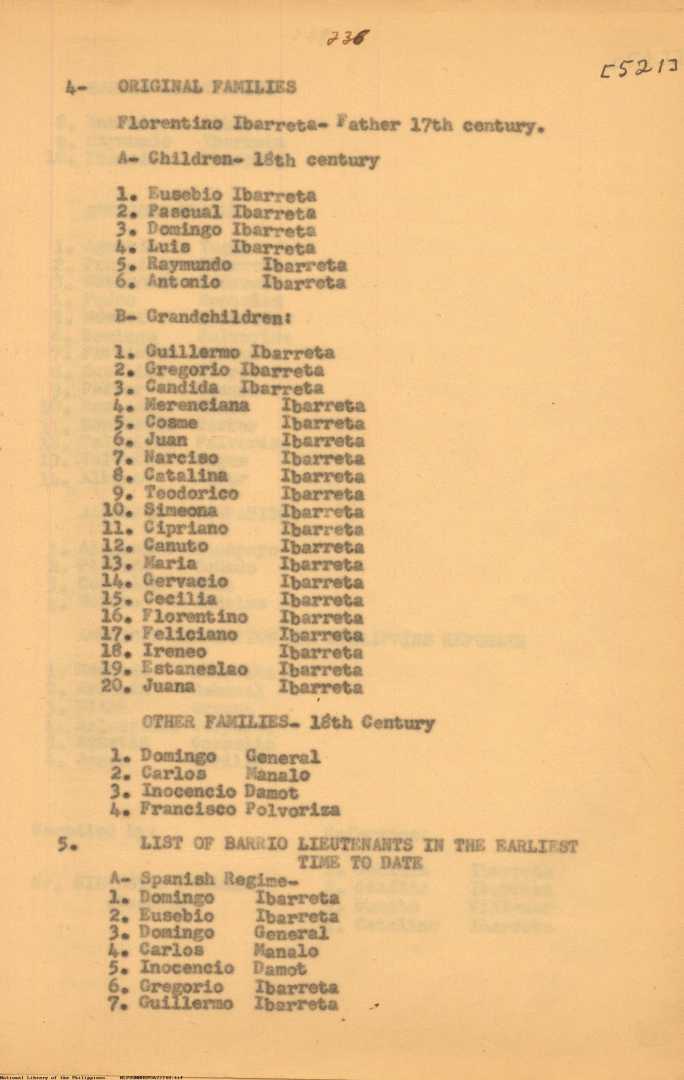 236
[521]
4- ORIGINAL FAMILIES
Florentino Ibarreta- Father 17th century.
A- Children- 18th century
1. Eusebio Ibarreta
2. Pascual Ibarreta
3. Domingo Ibarreta
4. Luis Ibarreta
5. Raymundo Ibarreta
6. Antonio Ibarreta
B- Grandchildren:
1. Guillermo Ibarreta
2. Gregorio Ibarreta
3. Candida Ibarreta
4. Merenciana Ibarreta
5. Cosme Ibarreta
6. Juan Ibarreta
7. Narciso Ibarreta
8. Catalina Ibarreta
9. Teodorico Ibarreta
10. Simeona Ibarreta
11. Cipriano Ibarreta
12. Canuto Ibarreta
13. Maria Ibarreta
14. Gervacio Ibarreta
15. Cecilia Ibarreta
16. Florentino Ibarreta
17. Feliciano Ibarreta
18. Ireneo Ibarreta
19. Estaneslao Ibarreta
20. Juana Ibarreta
OTHER FAMILIES- 18th Century
1. Domingo General
2. Carlos Manalo
3. Inocencio Damot
4. Francisco Polvoriza
5. LIST OF BARRIO LIEUTENANTS IN THE EARLIEST
TIME TO DATE
A- Spanish Regime-
1. Domingo Ibarreta
2. Eusebio Ibarreta
3. Domingo General
4. Carlos Manalo
5. Inocencio Damot
6. Gregorio Ibarreta
7. Guillermo Ibarreta
National Library of the Philippines